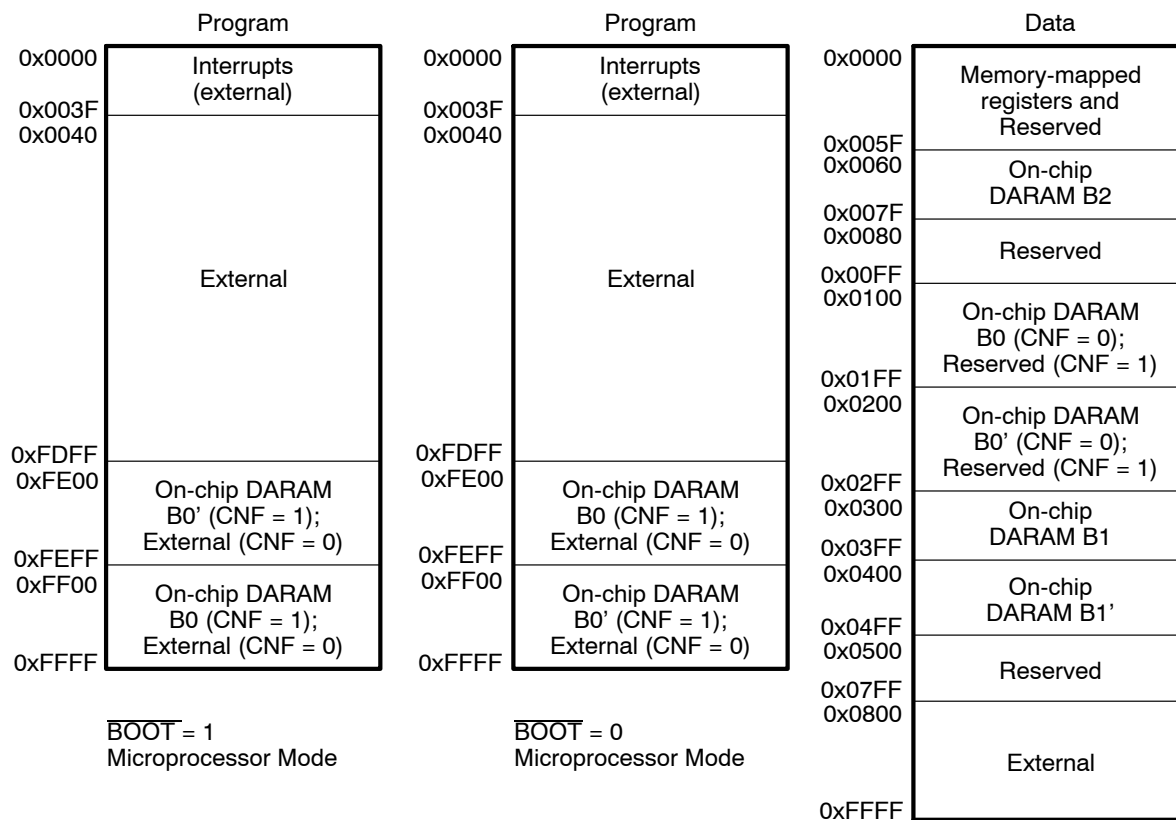 Program
0x0000
Interrupts
(external)
0x003F
0x0040
External
0xFDFF
0xFE00
On-chip DARAM
B0' (CNF = 1);
External (CNF = 0)
0xFEFF
0xFF00
On-chip DARAM
B0 (CNF = 1);
External (CNF = 0)
0xFFFF
BOOT = 1
Microprocessor Mode
Program
0x0000
Interrupts
(external)
0x003F
0x0040
External
0xFDFF
0xFE00
On-chip DARAM
B0 (CNF = 1);
External (CNF = 0)
0xFEFF
0xFF00
On-chip DARAM
B0' (CNF = 1);
External (CNF = 0)
0xFFFF
BOOT = 0
Microprocessor Mode
Data
0x0000
Memory-mapped
registers and
Reserved
0x005F
0x0060
On-chip
DARAM B2
0x007F
0x0080
Reserved
0x00FF
0x0100
On-chip DARAM
B0 (CNF = 0);
Reserved (CNF = 1)
0x01FF
0x0200
On-chip DARAM
B0' (CNF = 0);
Reserved (CNF = 1)
0x02FF
0x0300
On-chip
DARAM B1
0x03FF
0x0400
On-chip
DARAM B1'
0x04FF
0x0500
Reserved
0x07FF
0x0800
External
0xFFFF